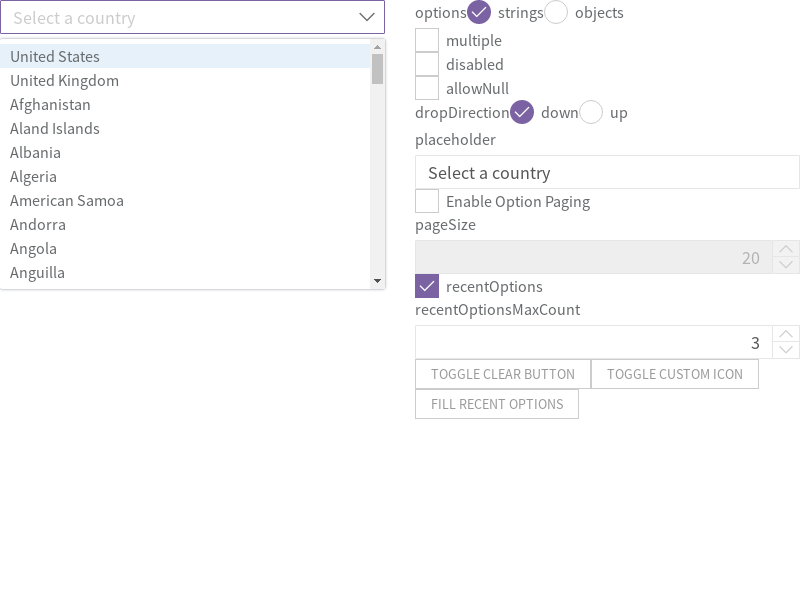 Select a country
United States
United Kingdom
Afghanistan
Aland Islands
Albania
Algeria
American Samoa
Andorra
Angola
Anguilla
options strings objects
multiple
disabled
allowNull
dropDirection down up
placeholder
Select a country
Enable Option Paging
pageSize
20
recentOptions
recentOptionsMaxCount
3
TOGGLE CLEAR BUTTON TOGGLE CUSTOM ICON
FILL RECENT OPTIONS